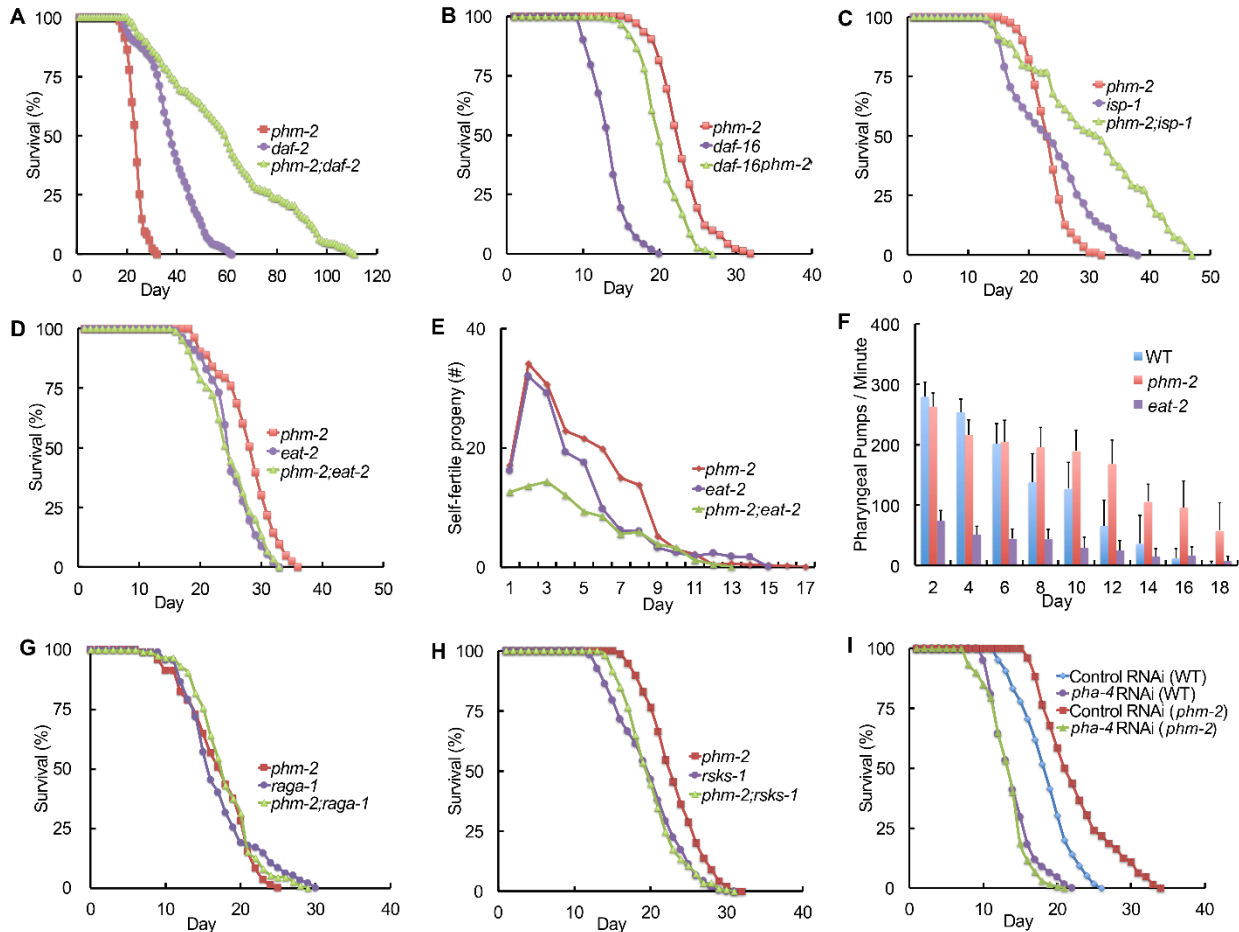 A
Survival (%)
100
75
50
25
0
0 20 40 60 80 100 120
Day
phm-2
daf-2
phm-2;daf-2
B
Survival (%)
100
75
50
25
0
0 10 20 30 40
Day
phm-2
daf-16
daf-16phm-2
C
Survival (%)
100
75
50
25
0
0 10 20 30 40 50
Day
phm-2
isp-1
phm-2;isp-1
D
Survival (%)
100
75
50
25
0
0 10 20 30 40
Day
phm-2
eat-2
phm-2;eat-2
E
Self-fertile progeny (#)
40
20
0
1 3 5 7 9 11 13 15 17
Day
phm-2
eat-2
phm-2;eat-2
F
Pharyngeal Pumps / Minute
400
300
200
100
0
2 4 6 8 10 12 14 16 18
Day
WT
phm-2
eat-2
G
Survival (%)
100
75
50
25
0
0 10 20 30 40
Day
phm-2
raga-1
phm-2;raga-1
H
Survival (%)
100
75
50
25
0
0 10 20 30 40
Day
phm-2
rsks-1
phm-2;rsks-1
I
Survival (%)
100
75
50
25
0
0 10 20 30 40
Day
Control RNAi (WT)
pha-4 RNAi (WT)
Control RNAi (phm-2)
pha-4 RNAi (phm-2)